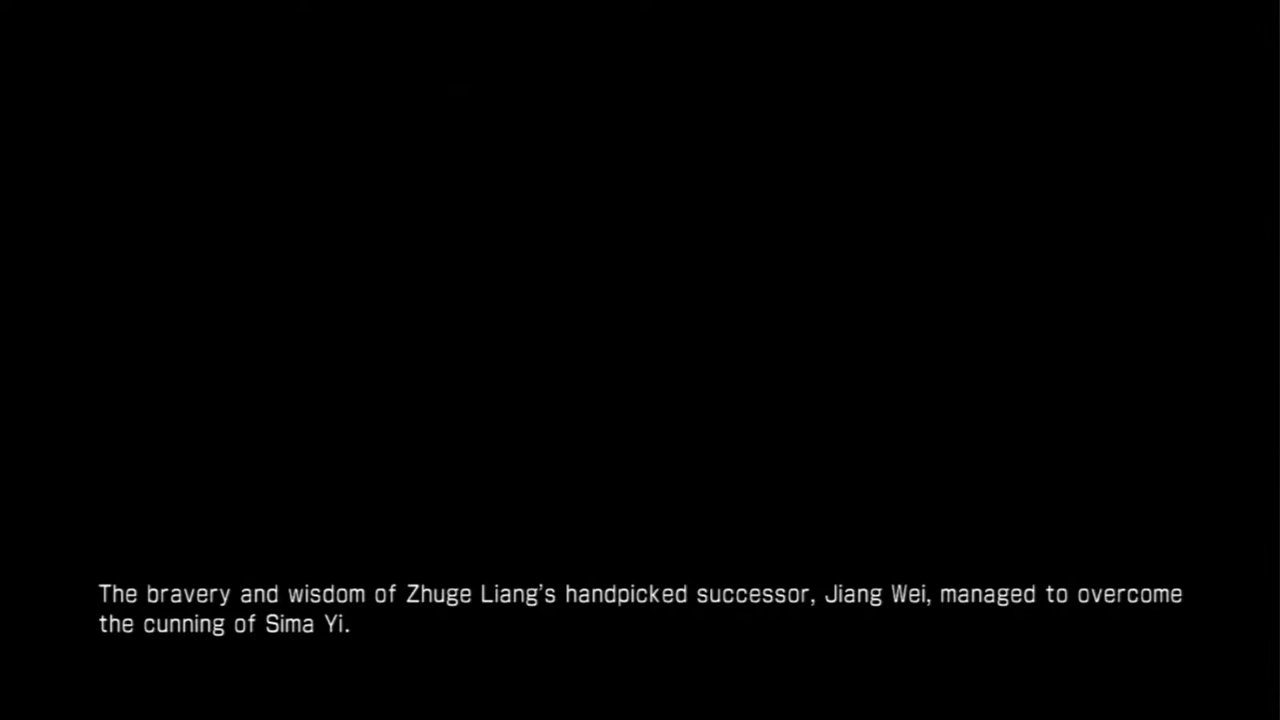 The bravery and wisdom of Zhuge Liang's handpicked successor, Jiang Wei, managed to overcome
the cunning of Sima Yi.